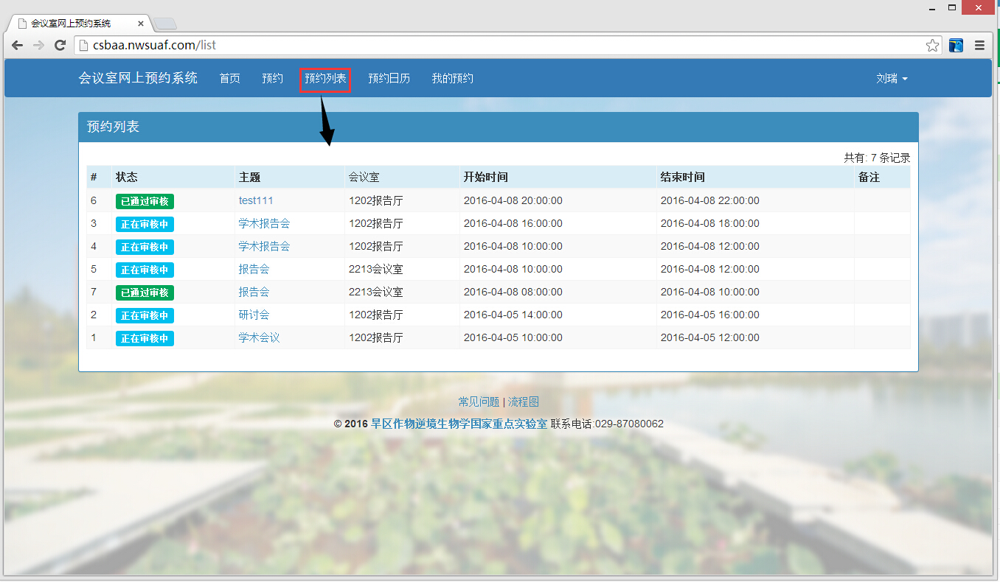 会议室网上预约系统
csbaa.nwsuaf.com/list
会议室网上预约系统 首页 预约 预约列表 预约日历 我的预约 刘瑞
预约列表
共有: 7 条记录
# 状态 主题 会议室 开始时间 结束时间 备注
6 已通过审核 test111 1202报告厅 2016-04-08 20:00:00 2016-04-08 22:00:00
3 正在审核中 学术报告会 1202报告厅 2016-04-08 16:00:00 2016-04-08 18:00:00
4 正在审核中 学术报告会 1202报告厅 2016-04-08 10:00:00 2016-04-08 12:00:00
5 正在审核中 报告会 2213会议室 2016-04-08 10:00:00 2016-04-08 12:00:00
7 已通过审核 报告会 2213会议室 2016-04-08 08:00:00 2016-04-08 10:00:00
2 正在审核中 研讨会 1202报告厅 2016-04-05 14:00:00 2016-04-05 16:00:00
1 正在审核中 学术会议 1202报告厅 2016-04-05 10:00:00 2016-04-05 12:00:00
常见问题 | 流程图
© 2016 旱区作物逆境生物学国家重点实验室 联系电话:029-87080062